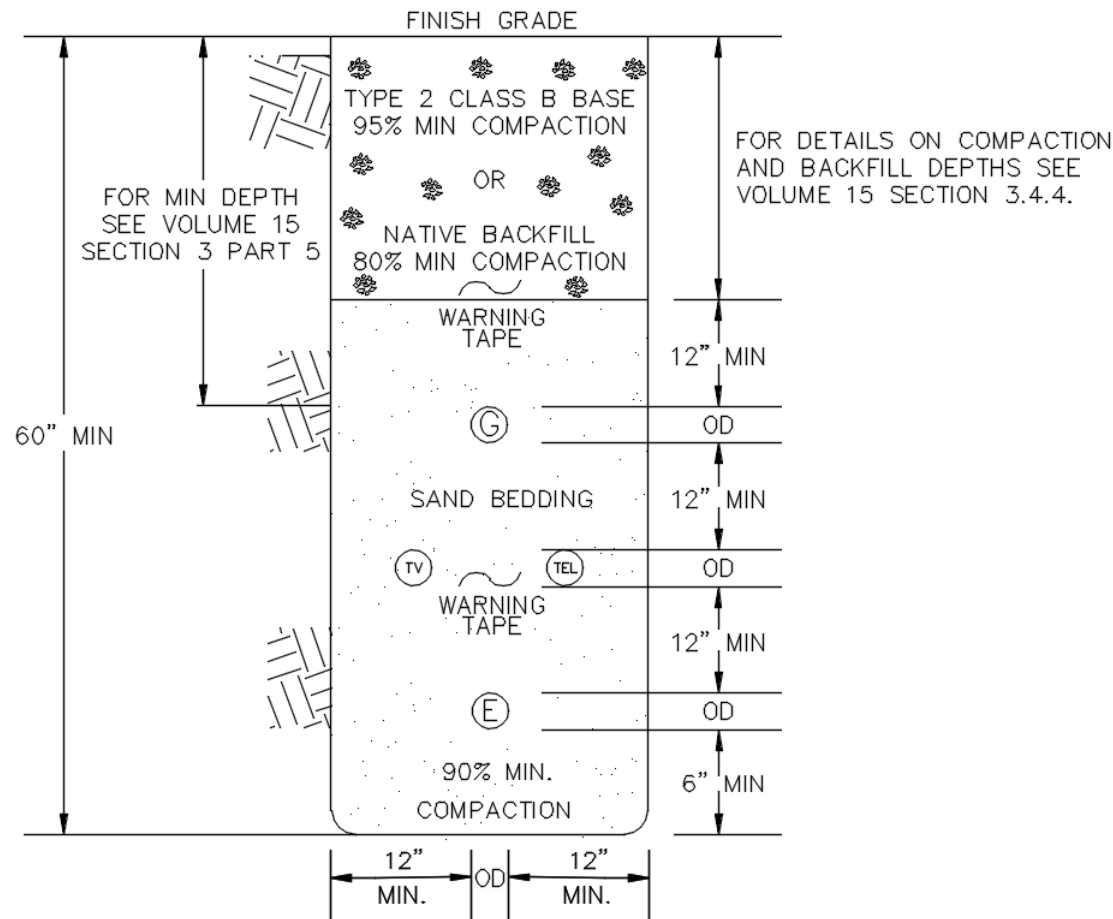 FINISH GRADE
TYPE 2 CLASS B BASE
95% MIN COMPACTION
OR
NATIVE BACKFILL
80% MIN COMPACTION
FOR DETAILS ON COMPACTION
AND BACKFILL DEPTHS SEE
VOLUME 15 SECTION 3.4.4.
FOR MIN DEPTH
SEE VOLUME 15
SECTION 3 PART 5
WARNING
TAPE
12" MIN
60" MIN
G
OD
SAND BEDDING
12" MIN
TV
TEL
OD
WARNING
TAPE
12" MIN
E
OD
90% MIN.
COMPACTION
6" MIN
12"
MIN.
OD
12"
MIN.